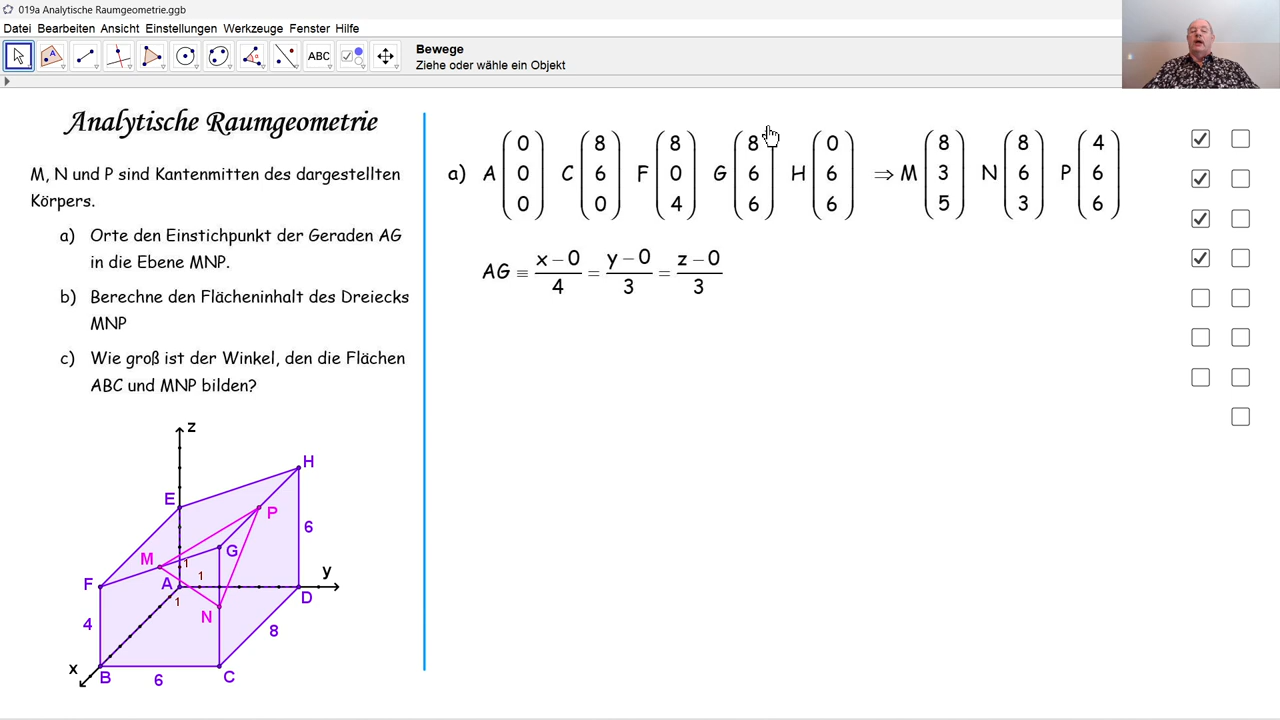 019a Analytische Raumgeometrie.ggb
Datei Bearbeiten Ansicht Einstellungen Werkzeuge Fenster Hilfe
A
ABC
Bewege
Ziehe oder wähle ein Objekt
Analytische Raumgeometrie
M, N und P sind Kantenmitten des dargestellten
Körpers.
a) Orte den Einstichpunkt der Geraden AG
in die Ebene MNP.
b) Berechne den Flächeninhalt des Dreiecks
MNP
c) Wie groß ist der Winkel, den die Flächen
ABC und MNP bilden?
z
H
E
P
6
M
G
1
F
A
1
y
1
D
N
4
8
x
B
6
C
0 8 8 8 0 8 8 4
a) A 0 C 6 F 0 G 6 H 6 ⇒ M 3 N 6 P 6
0 0 4 6 6 5 3 6
x – 0 y – 0 z – 0
AG ≡ = =
4 3 3